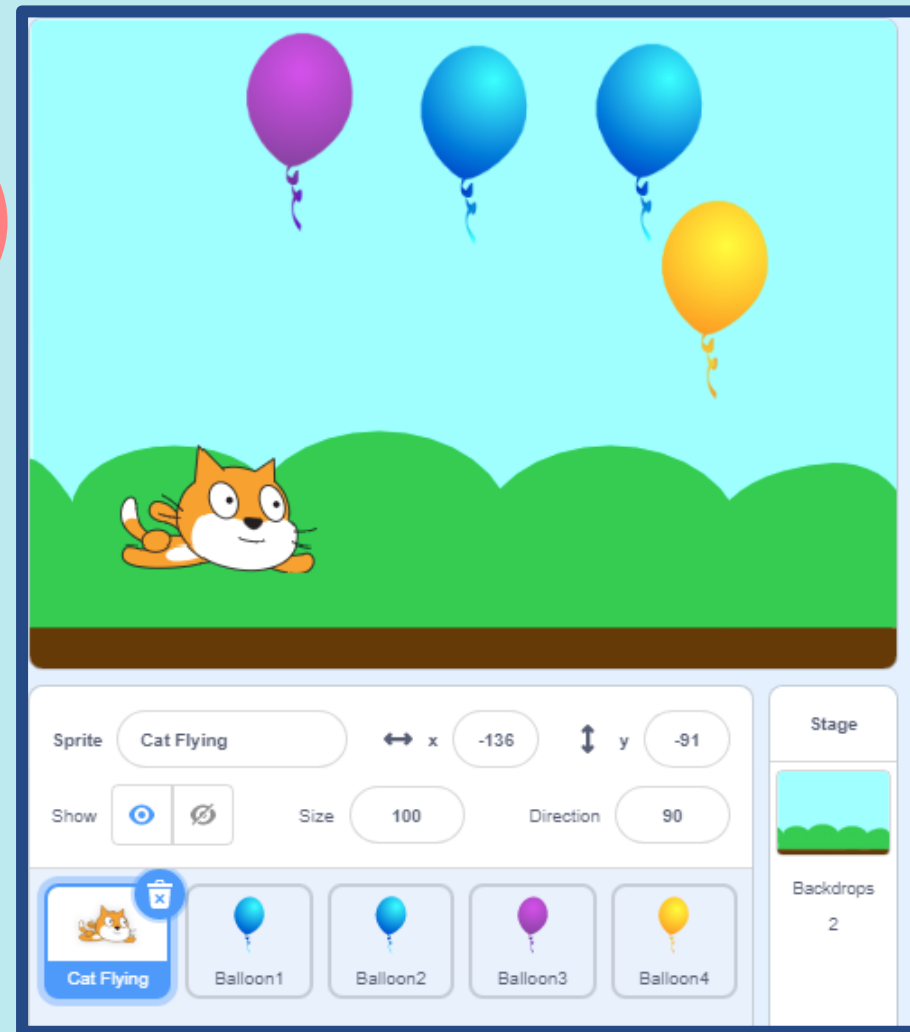 Sprite Cat Flying x -136 y -91
Show Size 100 Direction 90
Stage
Backdrops
2
Cat Flying Balloon1 Balloon2 Balloon3 Balloon4